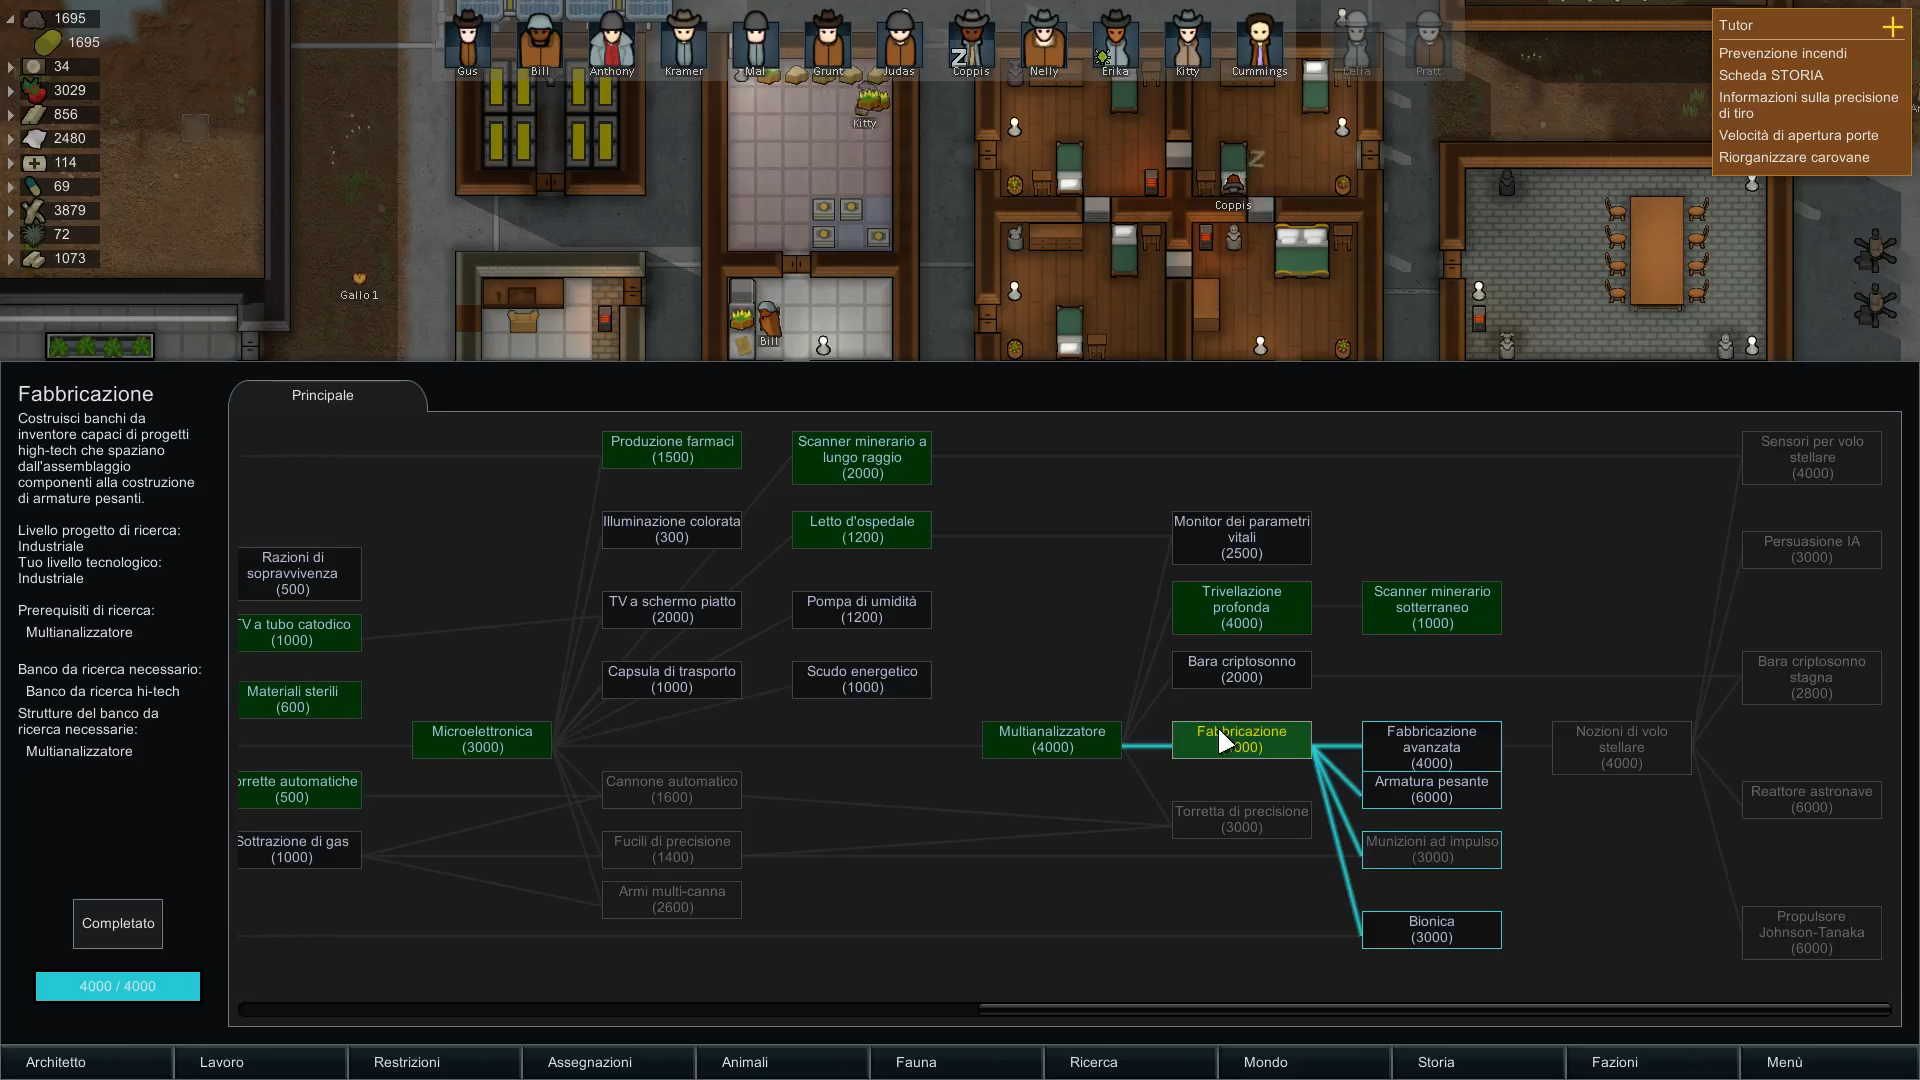 1695
1695
34
3029
856
2480
114
69
3879
72
1073
Gus
Bill
Anthony
Kramer
Mal
Grunt
Judas
Coppis
Nelly
Erika
Kitty
Cummings
Celia
Pratt
Tutor
Prevenzione incendi
Scheda STORIA
Informazioni sulla precisione
di tiro
Velocità di apertura porte
Riorganizzare carovane
Kitty
Coppis
Gallo 1
Bill
Fabbricazione
Costruisci banchi da
inventore capaci di progetti
high-tech che spaziano
dall'assemblaggio
componenti alla costruzione
di armature pesanti.
Livello progetto di ricerca:
Industriale
Tuo livello tecnologico:
Industriale
Prerequisiti di ricerca:
Multianalizzatore
Banco da ricerca necessario:
Banco da ricerca hi-tech
Strutture del banco da
ricerca necessarie:
Multianalizzatore
Completato
4000 / 4000
Principale
Razioni di
sopravvivenza
(500)
TV a tubo catodico
(1000)
Materiali sterili
(600)
orrette automatiche
(500)
Sottrazione di gas
(1000)
Microelettronica
(3000)
Produzione farmaci
(1500)
Illuminazione colorata
(300)
TV a schermo piatto
(2000)
Capsula di trasporto
(1000)
Cannone automatico
(1600)
Fucili di precisione
(1400)
Armi multi-canna
(2600)
Scanner minerario a
lungo raggio
(2000)
Letto d'ospedale
(1200)
Pompa di umidità
(1200)
Scudo energetico
(1000)
Multianalizzatore
(4000)
Monitor dei parametri
vitali
(2500)
Trivellazione
profonda
(4000)
Bara criptosonno
(2000)
Fabbricazione
000)
Torretta di precisione
(3000)
Scanner minerario
sotterraneo
(1000)
Fabbricazione
avanzata
(4000)
Armatura pesante
(6000)
Munizioni ad impulso
(3000)
Bionica
(3000)
Nozioni di volo
stellare
(4000)
Sensori per volo
stellare
(4000)
Persuasione IA
(3000)
Bara criptosonno
stagna
(2800)
Reattore astronave
(6000)
Propulsore
Johnson-Tanaka
(6000)
Architetto
Lavoro
Restrizioni
Assegnazioni
Animali
Fauna
Ricerca
Mondo
Storia
Fazioni
Menù